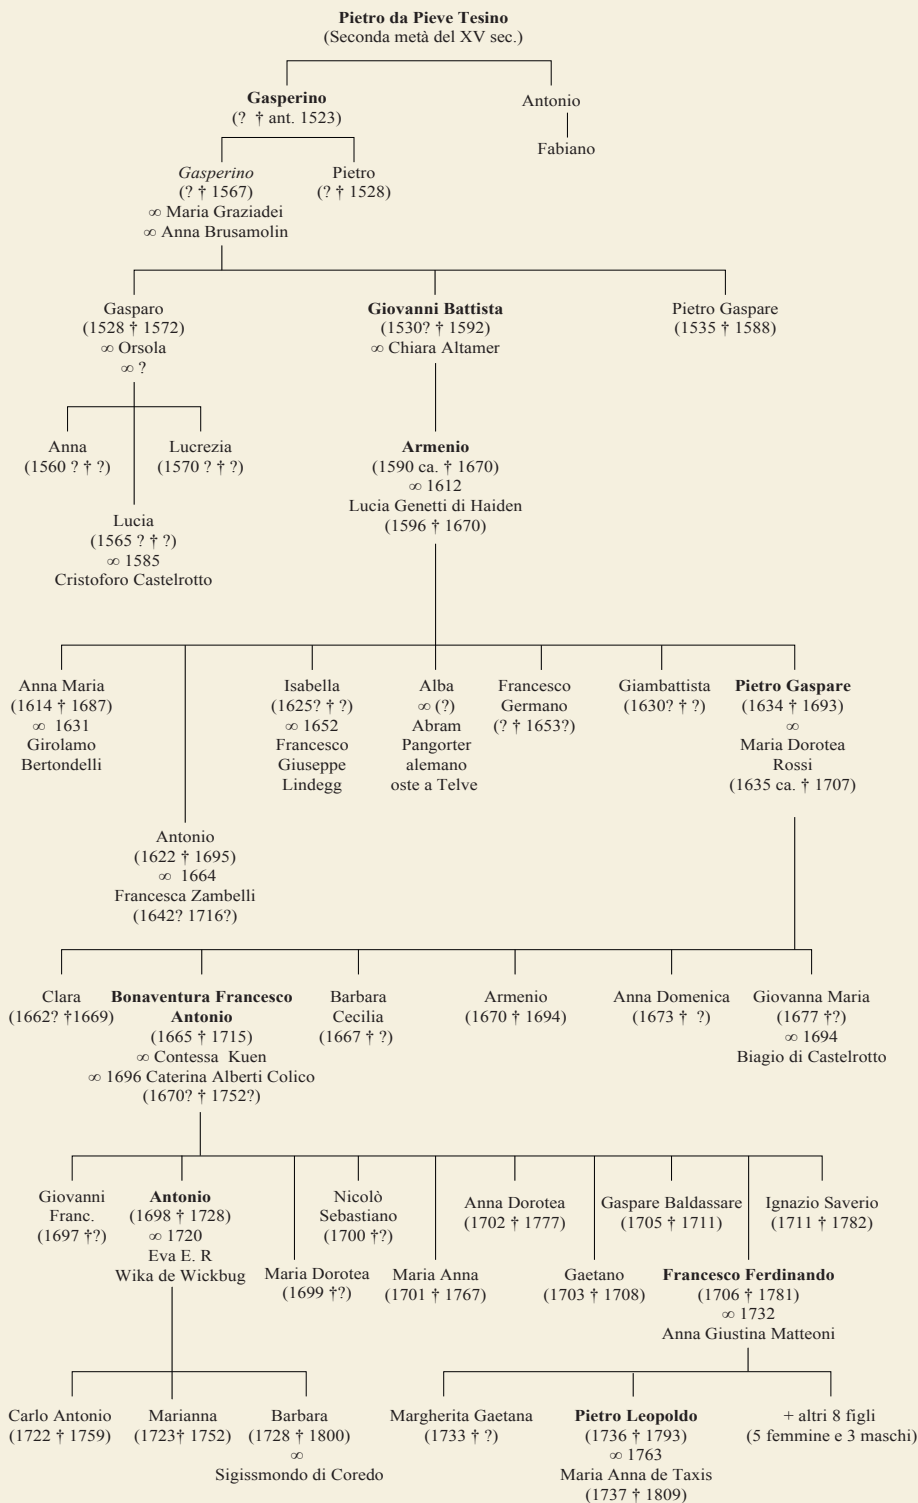 Pietro da Pieve Tesino
(Seconda metà del XV sec.)
Gasperino
(? † ant. 1523)
Antonio
Fabiano
Gasperino
(? † 1567)
∞ Maria Graziadei
∞ Anna Brusamolin
Pietro
(? † 1528)
Gasparo
(1528 † 1572)
∞ Orsola
∞ ?
Giovanni Battista
(1530? † 1592)
∞ Chiara Altamer
Pietro Gaspare
(1535 † 1588)
Anna
(1560 ? † ?)
Lucrezia
(1570 ? † ?)
Lucia
(1565 ? † ?)
∞ 1585
Cristoforo Castelrotto
Armenio
(1590 ca. † 1670)
∞ 1612
Lucia Genetti di Haiden
(1596 † 1670)
Anna Maria
(1614 † 1687)
∞ 1631
Girolamo
Bertondelli
Isabella
(1625? † ?)
∞ 1652
Francesco
Giuseppe
Lindegg
Alba
∞ (?)
Abram
Pangorter
alemano
oste a Telve
Francesco
Germano
(? † 1653?)
Giambattista
(1630? † ?)
Pietro Gaspare
(1634 † 1693)
∞
Maria Dorotea
Rossi
(1635 ca. † 1707)
Antonio
(1622 † 1695)
∞ 1664
Francesca Zambelli
(1642? 1716?)
Clara
(1662? †1669)
Bonaventura Francesco
Antonio
(1665 † 1715)
∞ Contessa Kuen
∞ 1696 Caterina Alberti Colico
(1670? † 1752?)
Barbara
Cecilia
(1667 † ?)
Armenio
(1670 † 1694)
Anna Domenica
(1673 † ?)
Giovanna Maria
(1677 †?)
∞ 1694
Biagio di Castelrotto
Giovanni
Franc.
(1697 †?)
Antonio
(1698 † 1728)
∞ 1720
Eva E. R
Wika de Wickbug
Maria Dorotea
(1699 †?)
Nicolò
Sebastiano
(1700 †?)
Maria Anna
(1701 † 1767)
Anna Dorotea
(1702 † 1777)
Gaetano
(1703 † 1708)
Gaspare Baldassare
(1705 † 1711)
Francesco Ferdinando
(1706 † 1781)
∞ 1732
Anna Giustina Matteoni
Ignazio Saverio
(1711 † 1782)
Carlo Antonio
(1722 † 1759)
Marianna
(1723† 1752)
Barbara
(1728 † 1800)
∞
Sigissmondo di Coredo
Margherita Gaetana
(1733 † ?)
Pietro Leopoldo
(1736 † 1793)
∞ 1763
Maria Anna de Taxis
(1737 † 1809)
+ altri 8 figli
(5 femmine e 3 maschi)